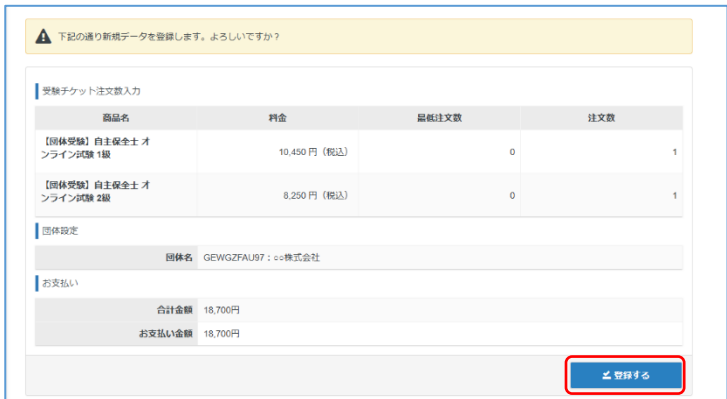 下記の通り新規データを登録します。よろしいですか？
受験チケット注文数入力
商品名 料金 最低注文数 注文数
【団体受験】自主保全士 オ
ンライン試験 1級
10,450 円（税込） 0 1
【団体受験】自主保全士 オ
ンライン試験 2級
8,250 円（税込） 0 1
団体設定
団体名 GEWGZFAU97：○○株式会社
お支払い
合計金額 18,700円
お支払い金額 18,700円
登録する